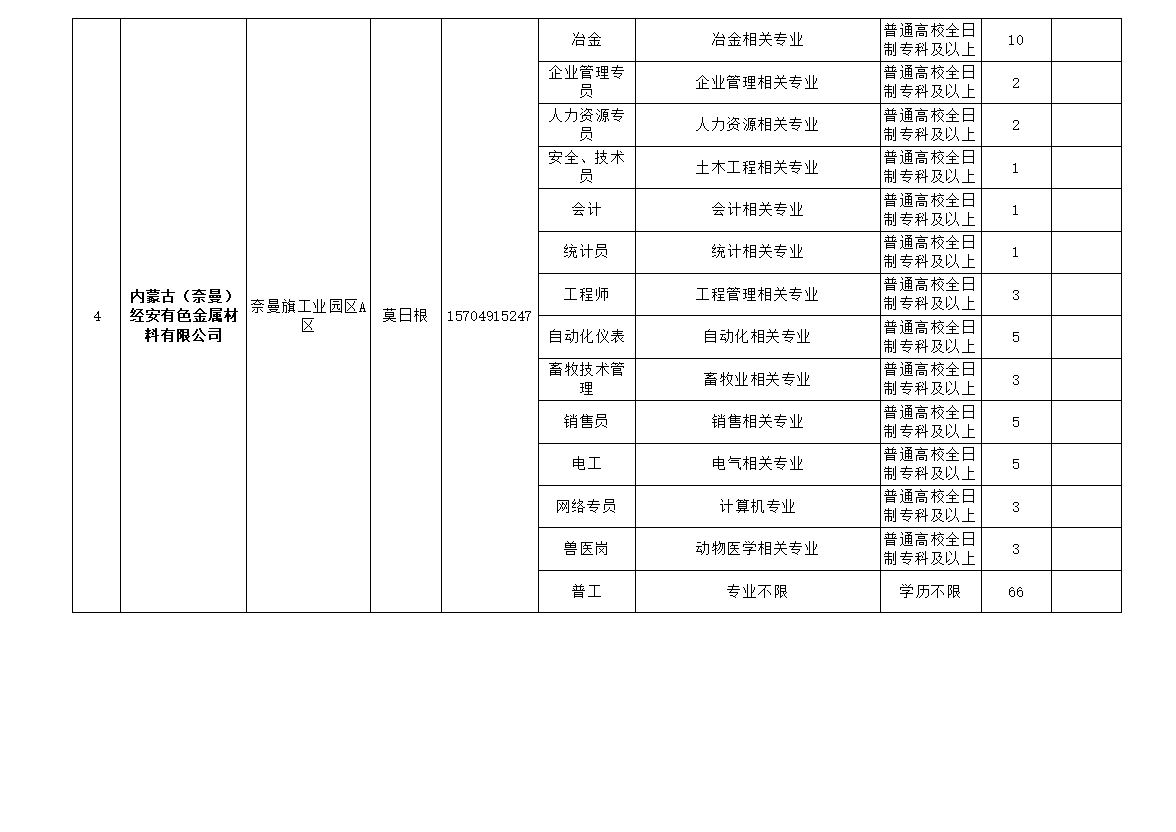 4
内蒙古（奈曼）
经安有色金属材
料有限公司
奈曼旗工业园区A
区
莫日根
15704915247
冶金
冶金相关专业
普通高校全日
制专科及以上
10
企业管理专
员
企业管理相关专业
普通高校全日
制专科及以上
2
人力资源专
员
人力资源相关专业
普通高校全日
制专科及以上
2
安全、技术
员
土木工程相关专业
普通高校全日
制专科及以上
1
会计
会计相关专业
普通高校全日
制专科及以上
1
统计员
统计相关专业
普通高校全日
制专科及以上
1
工程师
工程管理相关专业
普通高校全日
制专科及以上
3
自动化仪表
自动化相关专业
普通高校全日
制专科及以上
5
畜牧技术管
理
畜牧业相关专业
普通高校全日
制专科及以上
3
销售员
销售相关专业
普通高校全日
制专科及以上
5
电工
电气相关专业
普通高校全日
制专科及以上
5
网络专员
计算机专业
普通高校全日
制专科及以上
3
兽医岗
动物医学相关专业
普通高校全日
制专科及以上
3
普工
专业不限
学历不限
66